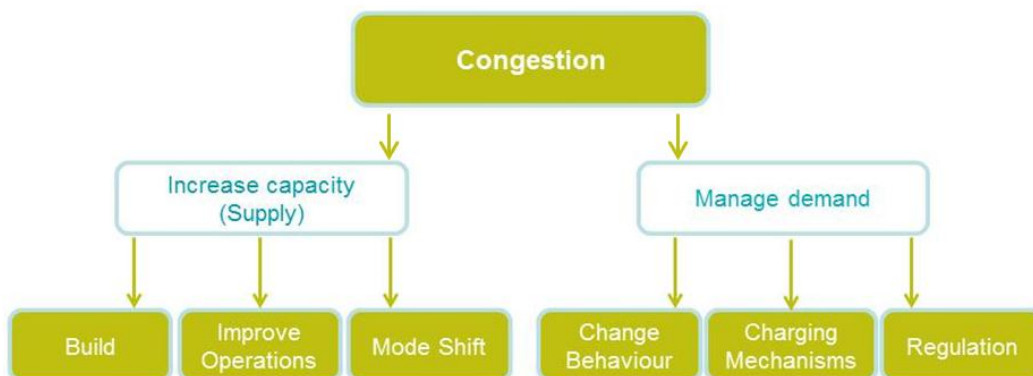 Congestion
Increase capacity
(Supply)
Manage demand
Build
Improve
Operations
Mode Shift
Change
Behaviour
Charging
Mechanisms
Regulation